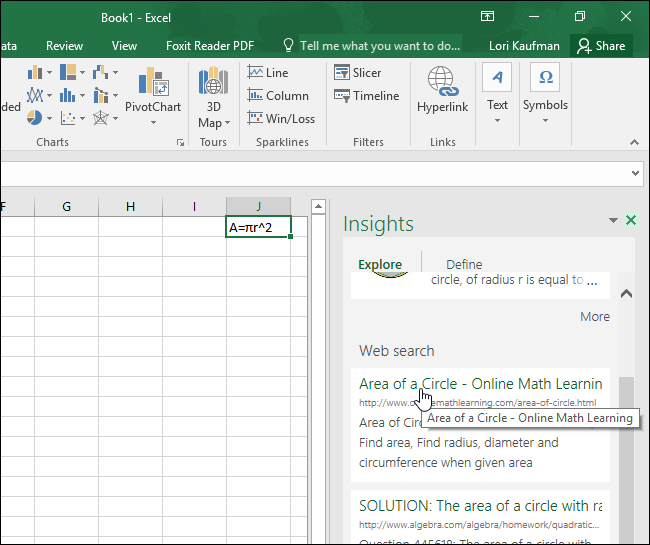 Book1 - Excel
ata Review View Foxit Reader PDF Tell me what you want to do... Lori Kaufman Share
ded
PivotChart
3D
Map
Line
Column
Win/Loss
Slicer
Timeline
Hyperlink
Text
Symbols
Charts Tours Sparklines Filters Links
F G H I J
A=πr^2
Insights
Explore Define
circle, of radius r is equal to ...
More
Web search
Area of a Circle - Online Math Learnin
http://www.o emathlearning.com/area-of-circle.html
Area of Circ
Area of a Circle - Online Math Learning
Find area, Find radius, diameter and
circumference when given area
SOLUTION: The area of a circle with ra
http://www.algebra.com/algebra/homework/quadratic...
Question 445618: The area of a circle with